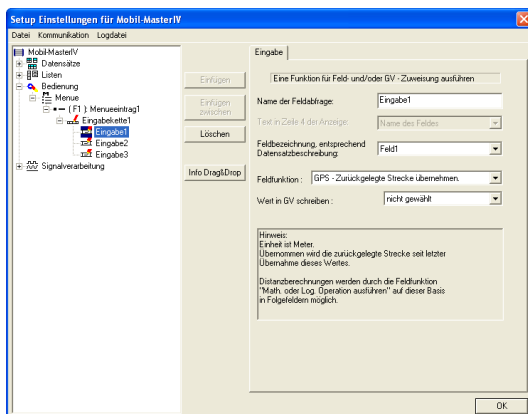 Setup Einstellungen für Mobil-MasterIV
Datei Kommunikation Logdatei
Mobil-MasterIV
Datensätze
Listen
Bedienung
Menue
( F1 ): Menueeintrag1
Eingabekette1
Eingabe1
Eingabe2
Eingabe3
Signalverarbeitung
Einfügen
Einfügen
zwischen
Löschen
Info Drag&Drop
Eingabe
Eine Funktion für Feld- und/oder GV - Zuweisung ausführen
Name der Feldabfrage: Eingabe1
Text in Zeile 4 der Anzeige: Name des Feldes
Feldbezeichnung, entsprechend
Datensatzbeschreibung: Feld1
Feldfunktion : GPS - Zurückgelegte Strecke übernehmen.
Wert in GV schreiben : nicht gewählt
Hinweis:
Einheit ist Meter.
Übernommen wird die zurückgelegte Strecke seit letzter
Übernahme dieses Wertes.
Distanzberechnungen werden durch die Feldfunktion
"Math. oder Log. Operation ausführen" auf dieser Basis
in Folgefeldern möglich.
OK